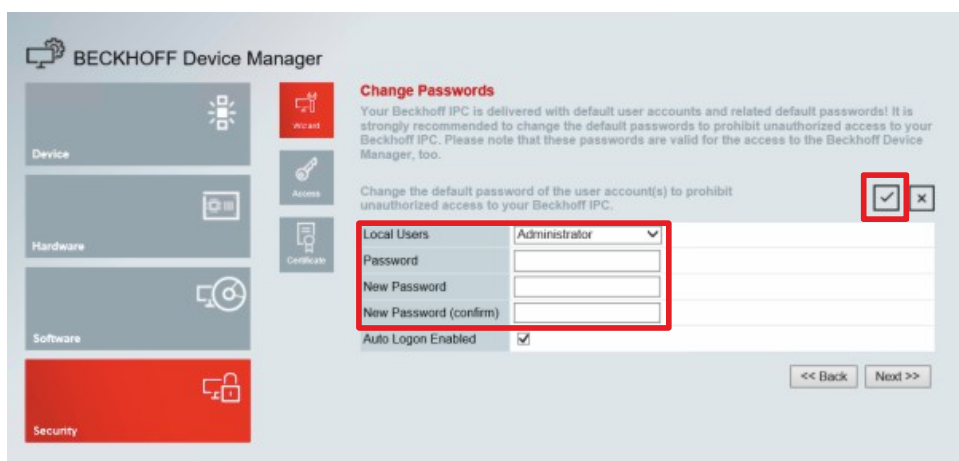 BECKHOFF Device Manager
Device
Hardware
Software
Security
Wizard
Access
Certificate
Change Passwords
Your Beckhoff IPC is delivered with default user accounts and related default passwords! It is
strongly recommended to change the default passwords to prohibit unauthorized access to your
Beckhoff IPC. Please note that these passwords are valid for the access to the Beckhoff Device
Manager, too.
Change the default password of the user account(s) to prohibit
unauthorized access to your Beckhoff IPC.
Local Users Administrator
Password
New Password
New Password (confirm)
Auto Logon Enabled
<< Back Next >>